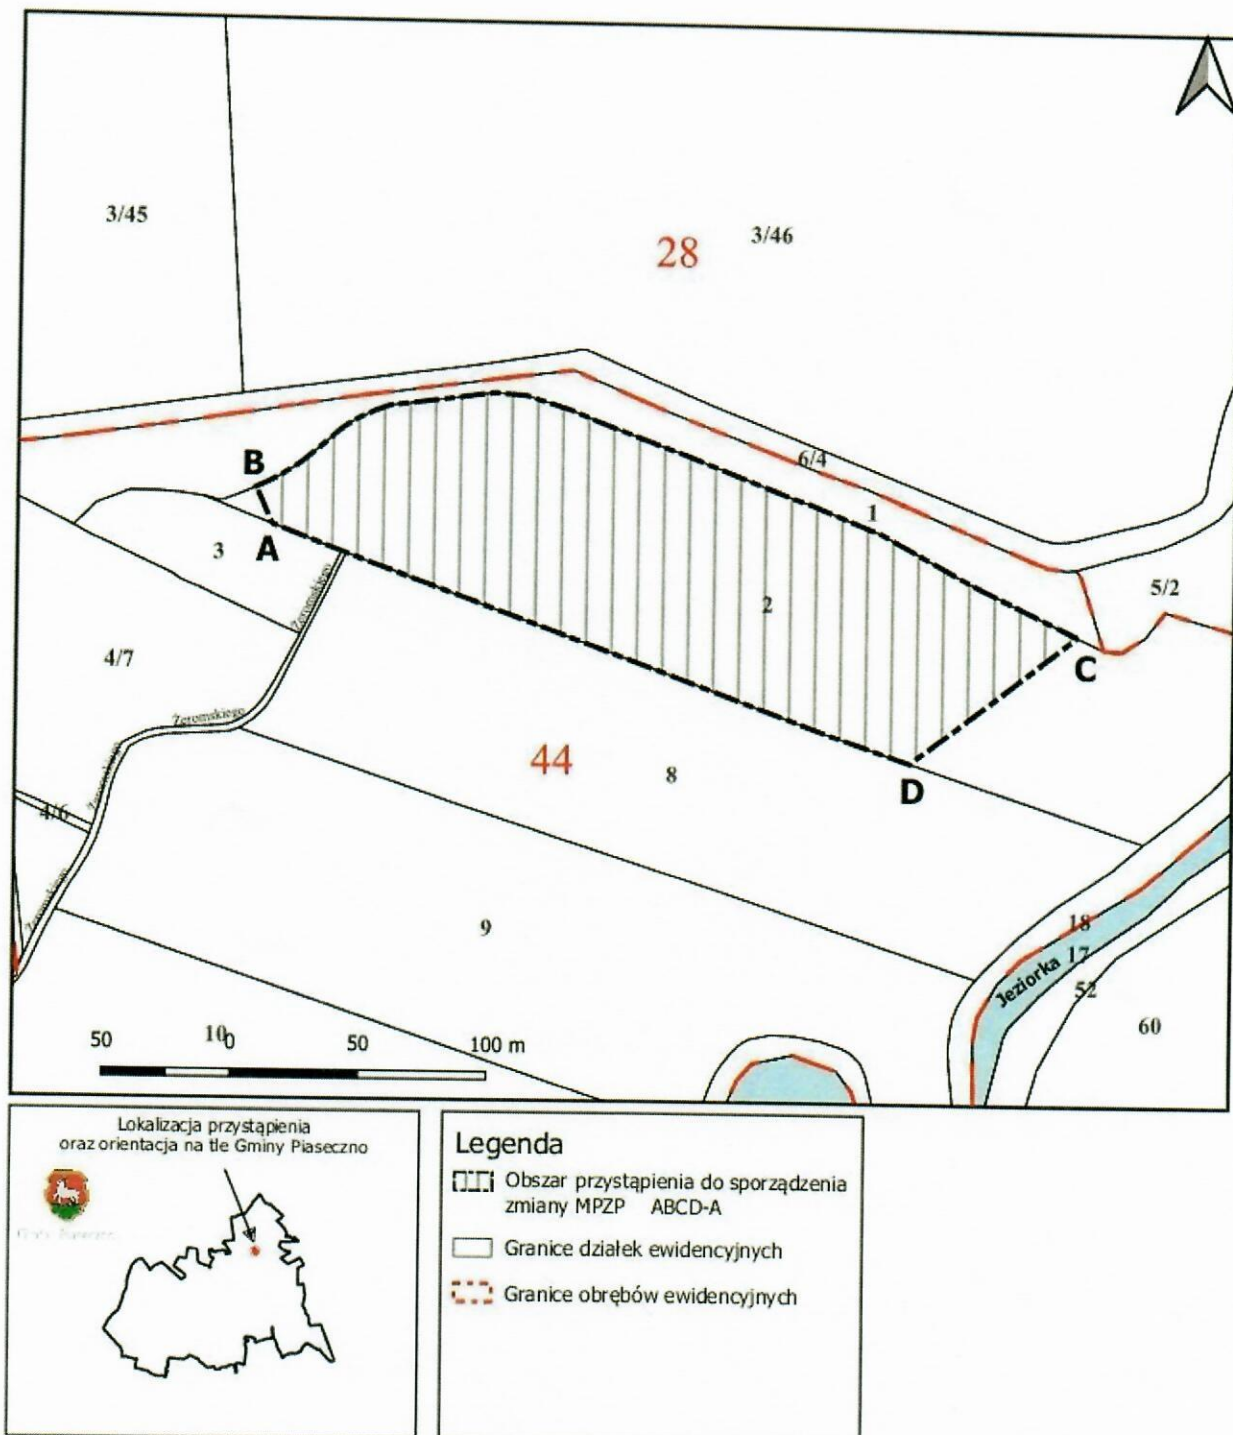 3/45
28
3/46
B
6/4
1
3
A
5/2
2
Żeromskiego
4/7
C
Żeromskiego
44
8
D
Żeromskiego
4/6
Żeromskiego
9
18
Jeziorka 17
52
60
10
50 0 50 100 m
Lokalizacja przystąpienia
oraz orientacja na tle Gminy Piaseczno
Legenda
Obszar przystąpienia do sporządzenia
zmiany MPZP ABCD-A
Granice działek ewidencyjnych
Granice obrębów ewidencyjnych